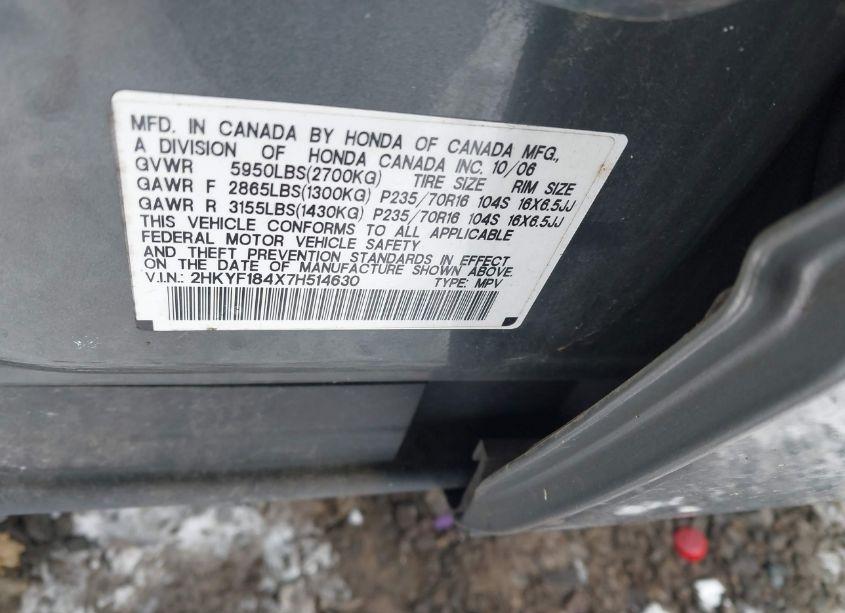 MFD. IN CANADA BY HONDA OF CANADA MFG.,
A DIVISION OF HONDA CANADA INC. 10/06
GVWR 5950LBS(2700KG) TIRE SIZE RIM SIZE
GAWR F 2865LBS(1300KG) P235/70R16 104S 16X6.5JJ
GAWR R 3155LBS(1430KG) P235/70R16 104S 16X6.5JJ
THIS VEHICLE CONFORMS TO ALL APPLICABLE
FEDERAL MOTOR VEHICLE SAFETY
AND THEFT PREVENTION STANDARDS IN EFFECT
ON THE DATE OF MANUFACTURE SHOWN ABOVE.
V.I.N.: 2HKYF184X7H514630 TYPE: MPV